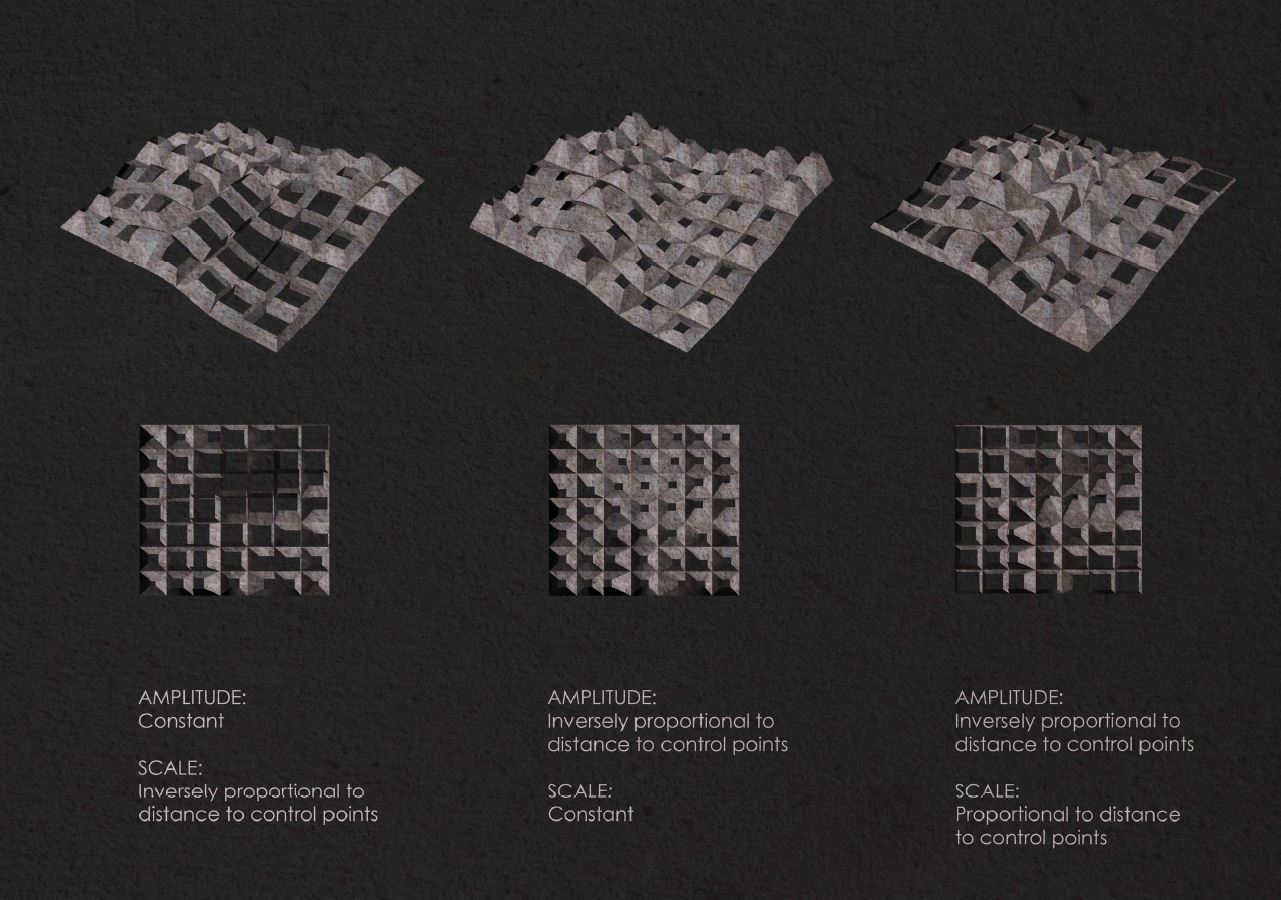 AMPLITUDE:
Constant
SCALE:
Inversely proportional to
distance to control points
AMPLITUDE:
Inversely proportional to
distance to control points
SCALE:
Constant
AMPLITUDE:
Inversely proportional to
distance to control points
SCALE:
Proportional to distance
to control points